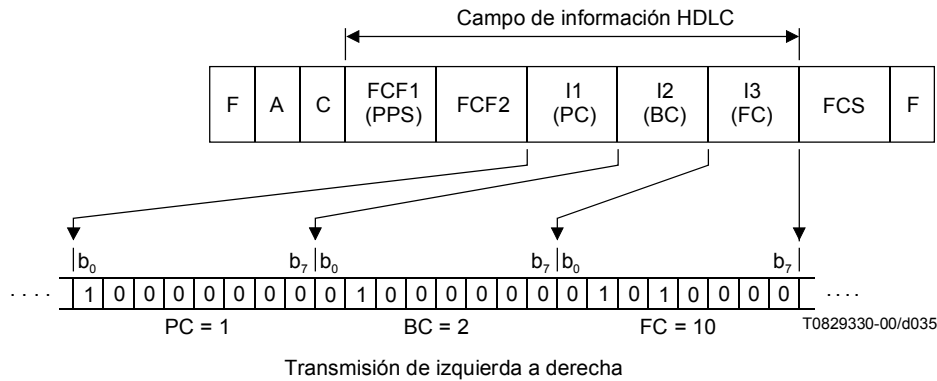 Campo de información HDLC
F A C FCF1 (PPS) FCF2 I1 (PC) I2 (BC) I3 (FC) FCS F
b0 b7 b0 b7 b0 b7
.... 1 0 0 0 0 0 0 0 0 1 0 0 0 0 0 0 0 1 0 1 0 0 0 0 ....
PC = 1 BC = 2 FC = 10 T0829330-00/d035
Transmisión de izquierda a derecha